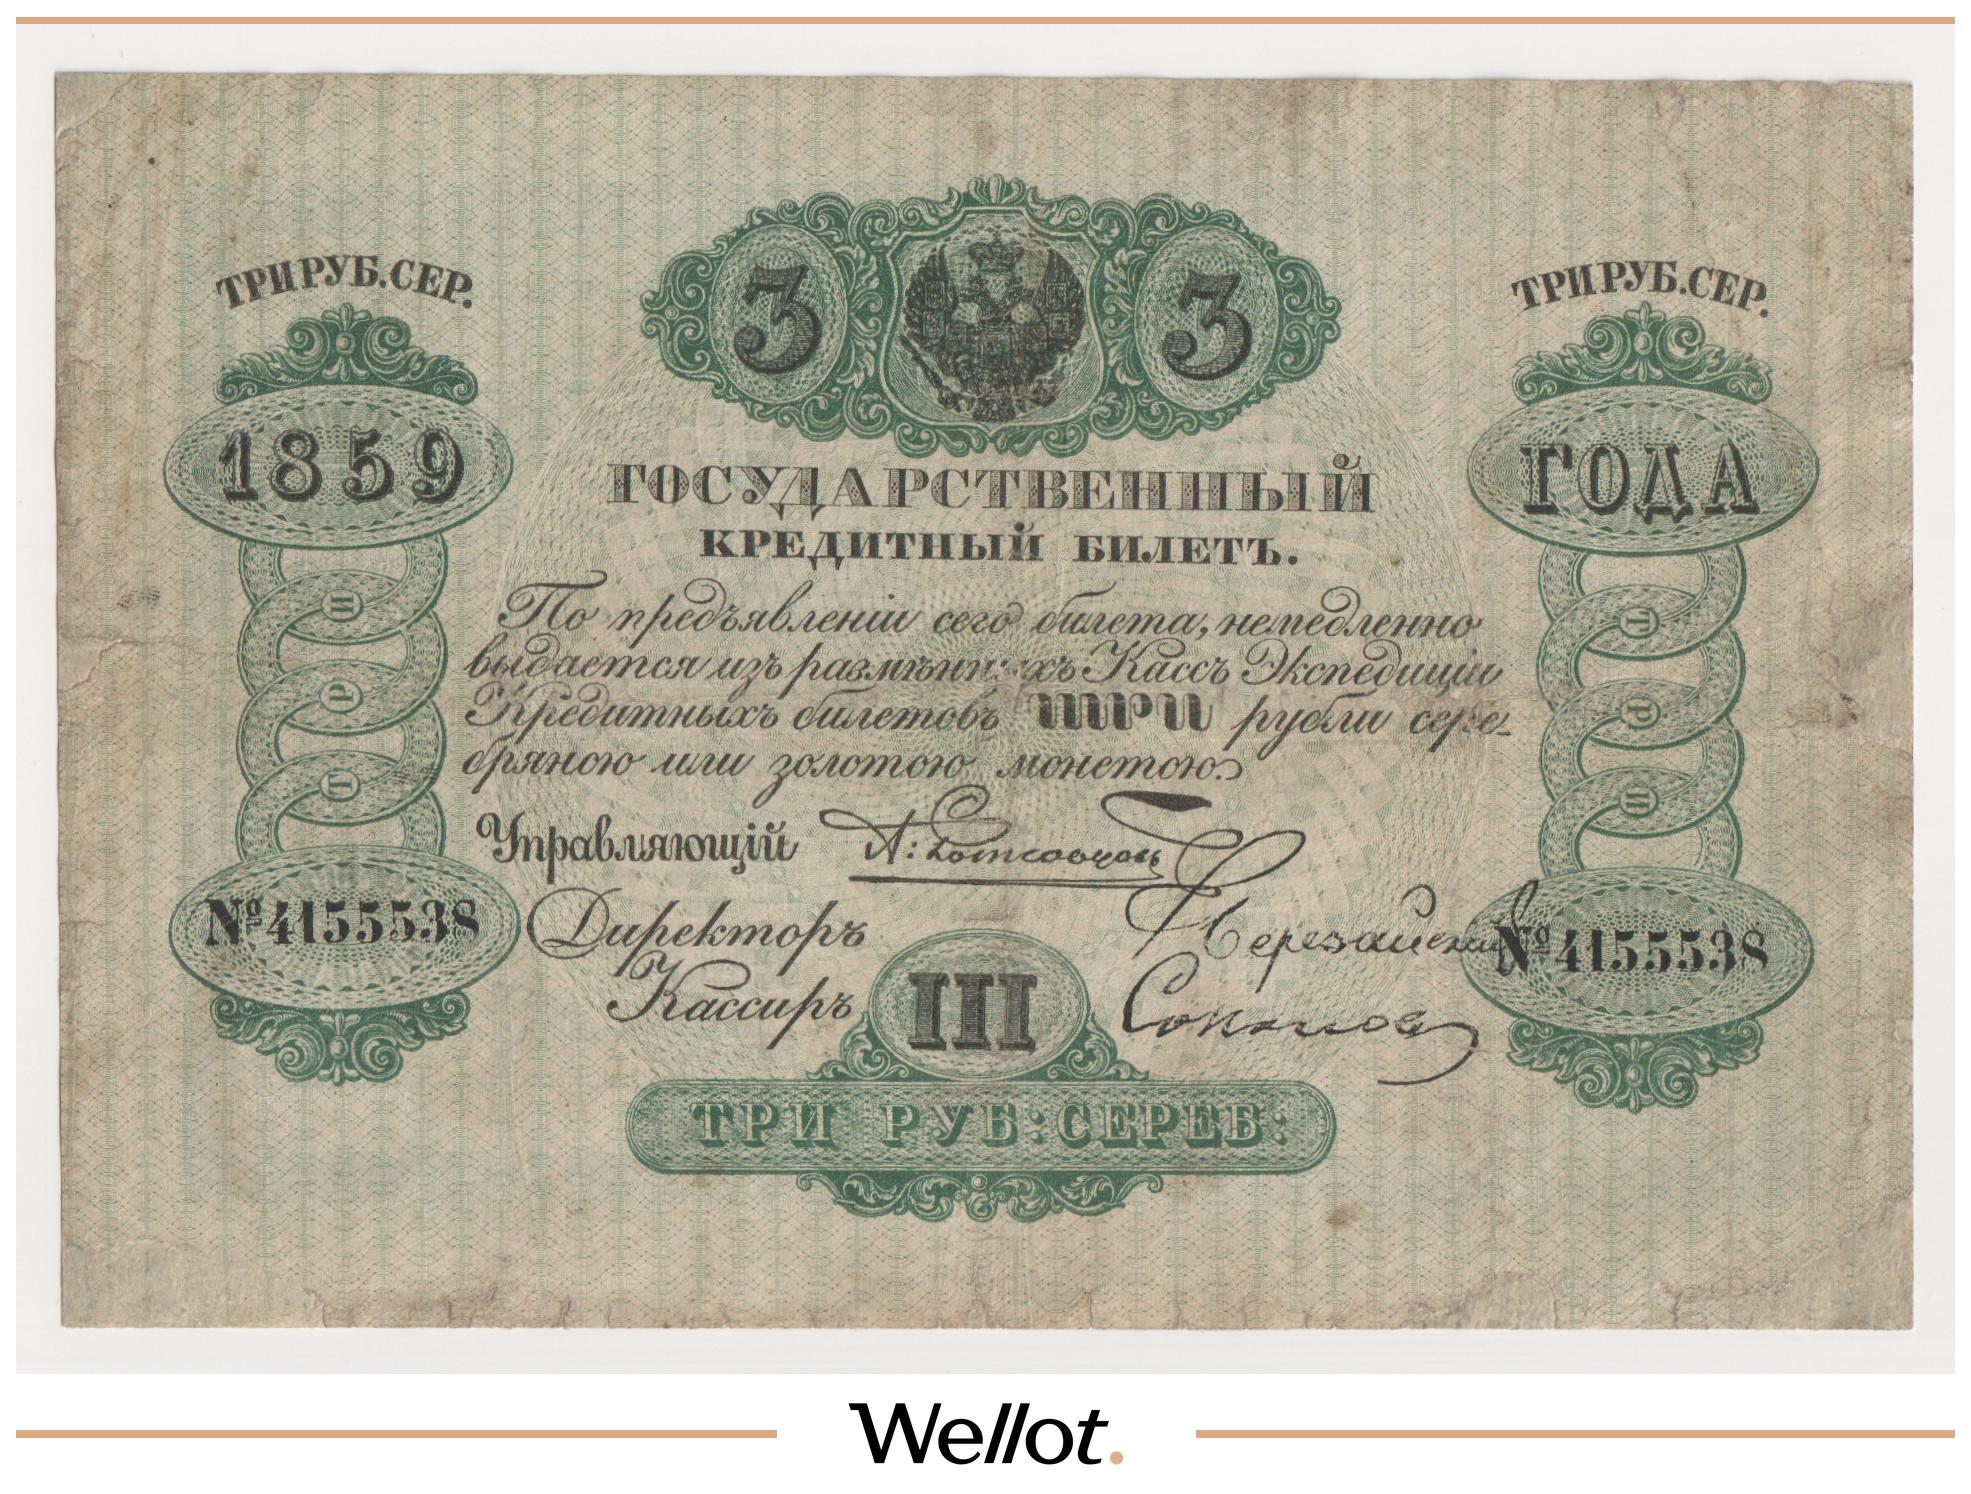 ТРИ РУБ. СЕР.
ТРИ РУБ. СЕР.
3 3
1859
ГОДА
ГОСУДАРСТВЕННЫЙ
КРЕДИТНЫЙ БИЛЕТЪ.
По предъявленіи сего билета, немедленно
выдается изъ размѣнныхъ Кассъ Экспедиціи
Кредитныхъ билетовъ ТРИ рубли сере-
бряною или золотою монетою.
И Р Т
Т Р И
Управляющій
№ 4155538
Директоръ
№ 4155538
Кассиръ
III
ТРИ РУБ: СЕРЕБ:
Wellot.